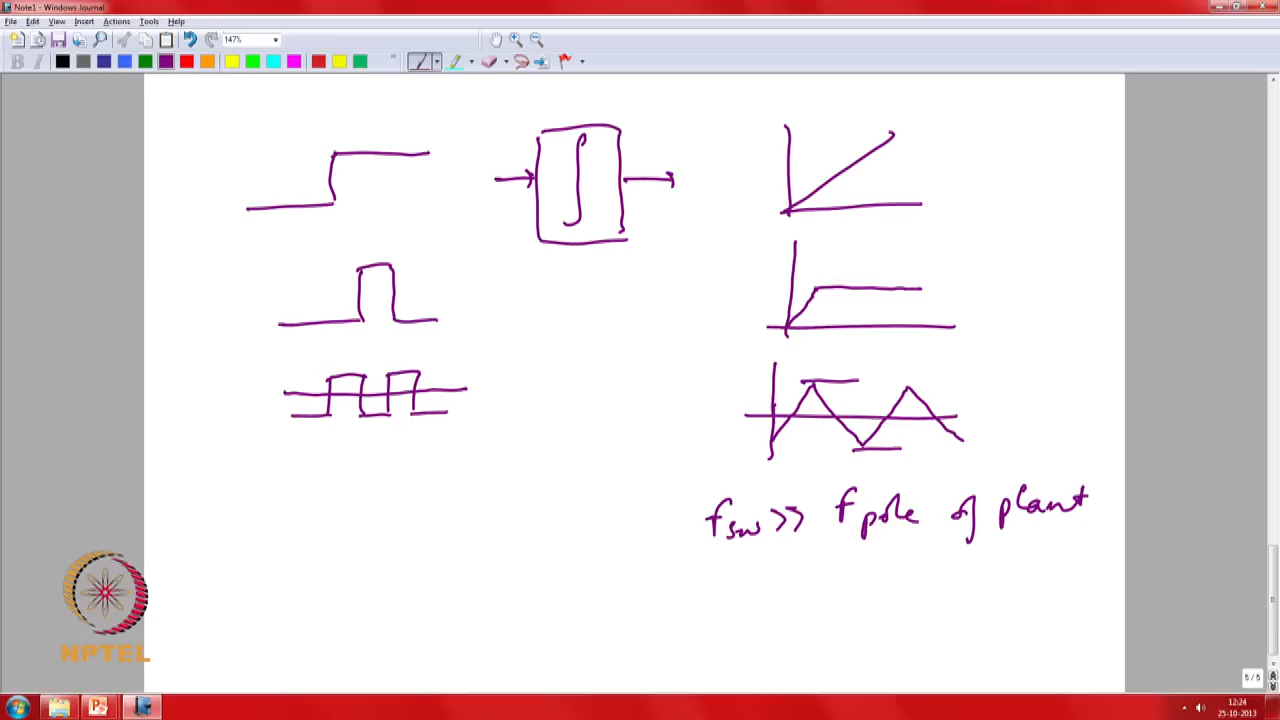 Note1 - Windows Journal
File Edit View Insert Actions Tools Help
147%
B I
∫
fsw >> fpole of plant
NPTEL
5 / 5
12:24
25-10-2013